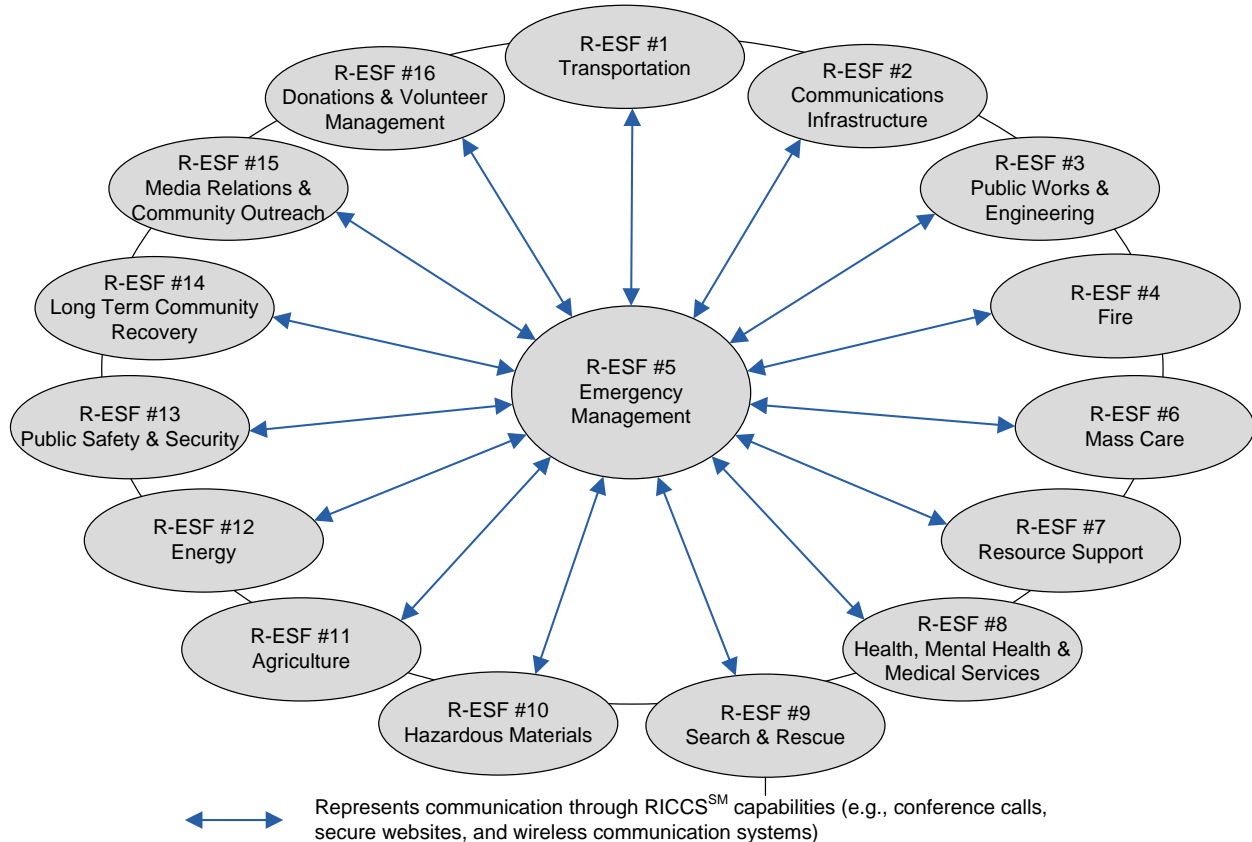 R-ESF #1
Transportation
R-ESF #2
Communications
Infrastructure
R-ESF #3
Public Works &
Engineering
R-ESF #4
Fire
R-ESF #6
Mass Care
R-ESF #7
Resource Support
R-ESF #8
Health, Mental Health &
Medical Services
R-ESF #9
Search & Rescue
R-ESF #10
Hazardous Materials
R-ESF #11
Agriculture
R-ESF #12
Energy
R-ESF #13
Public Safety & Security
R-ESF #14
Long Term Community
Recovery
R-ESF #15
Media Relations &
Community Outreach
R-ESF #16
Donations & Volunteer
Management
R-ESF #5
Emergency
Management
Represents communication through RICCS℠ capabilities (e.g., conference calls,
secure websites, and wireless communication systems)